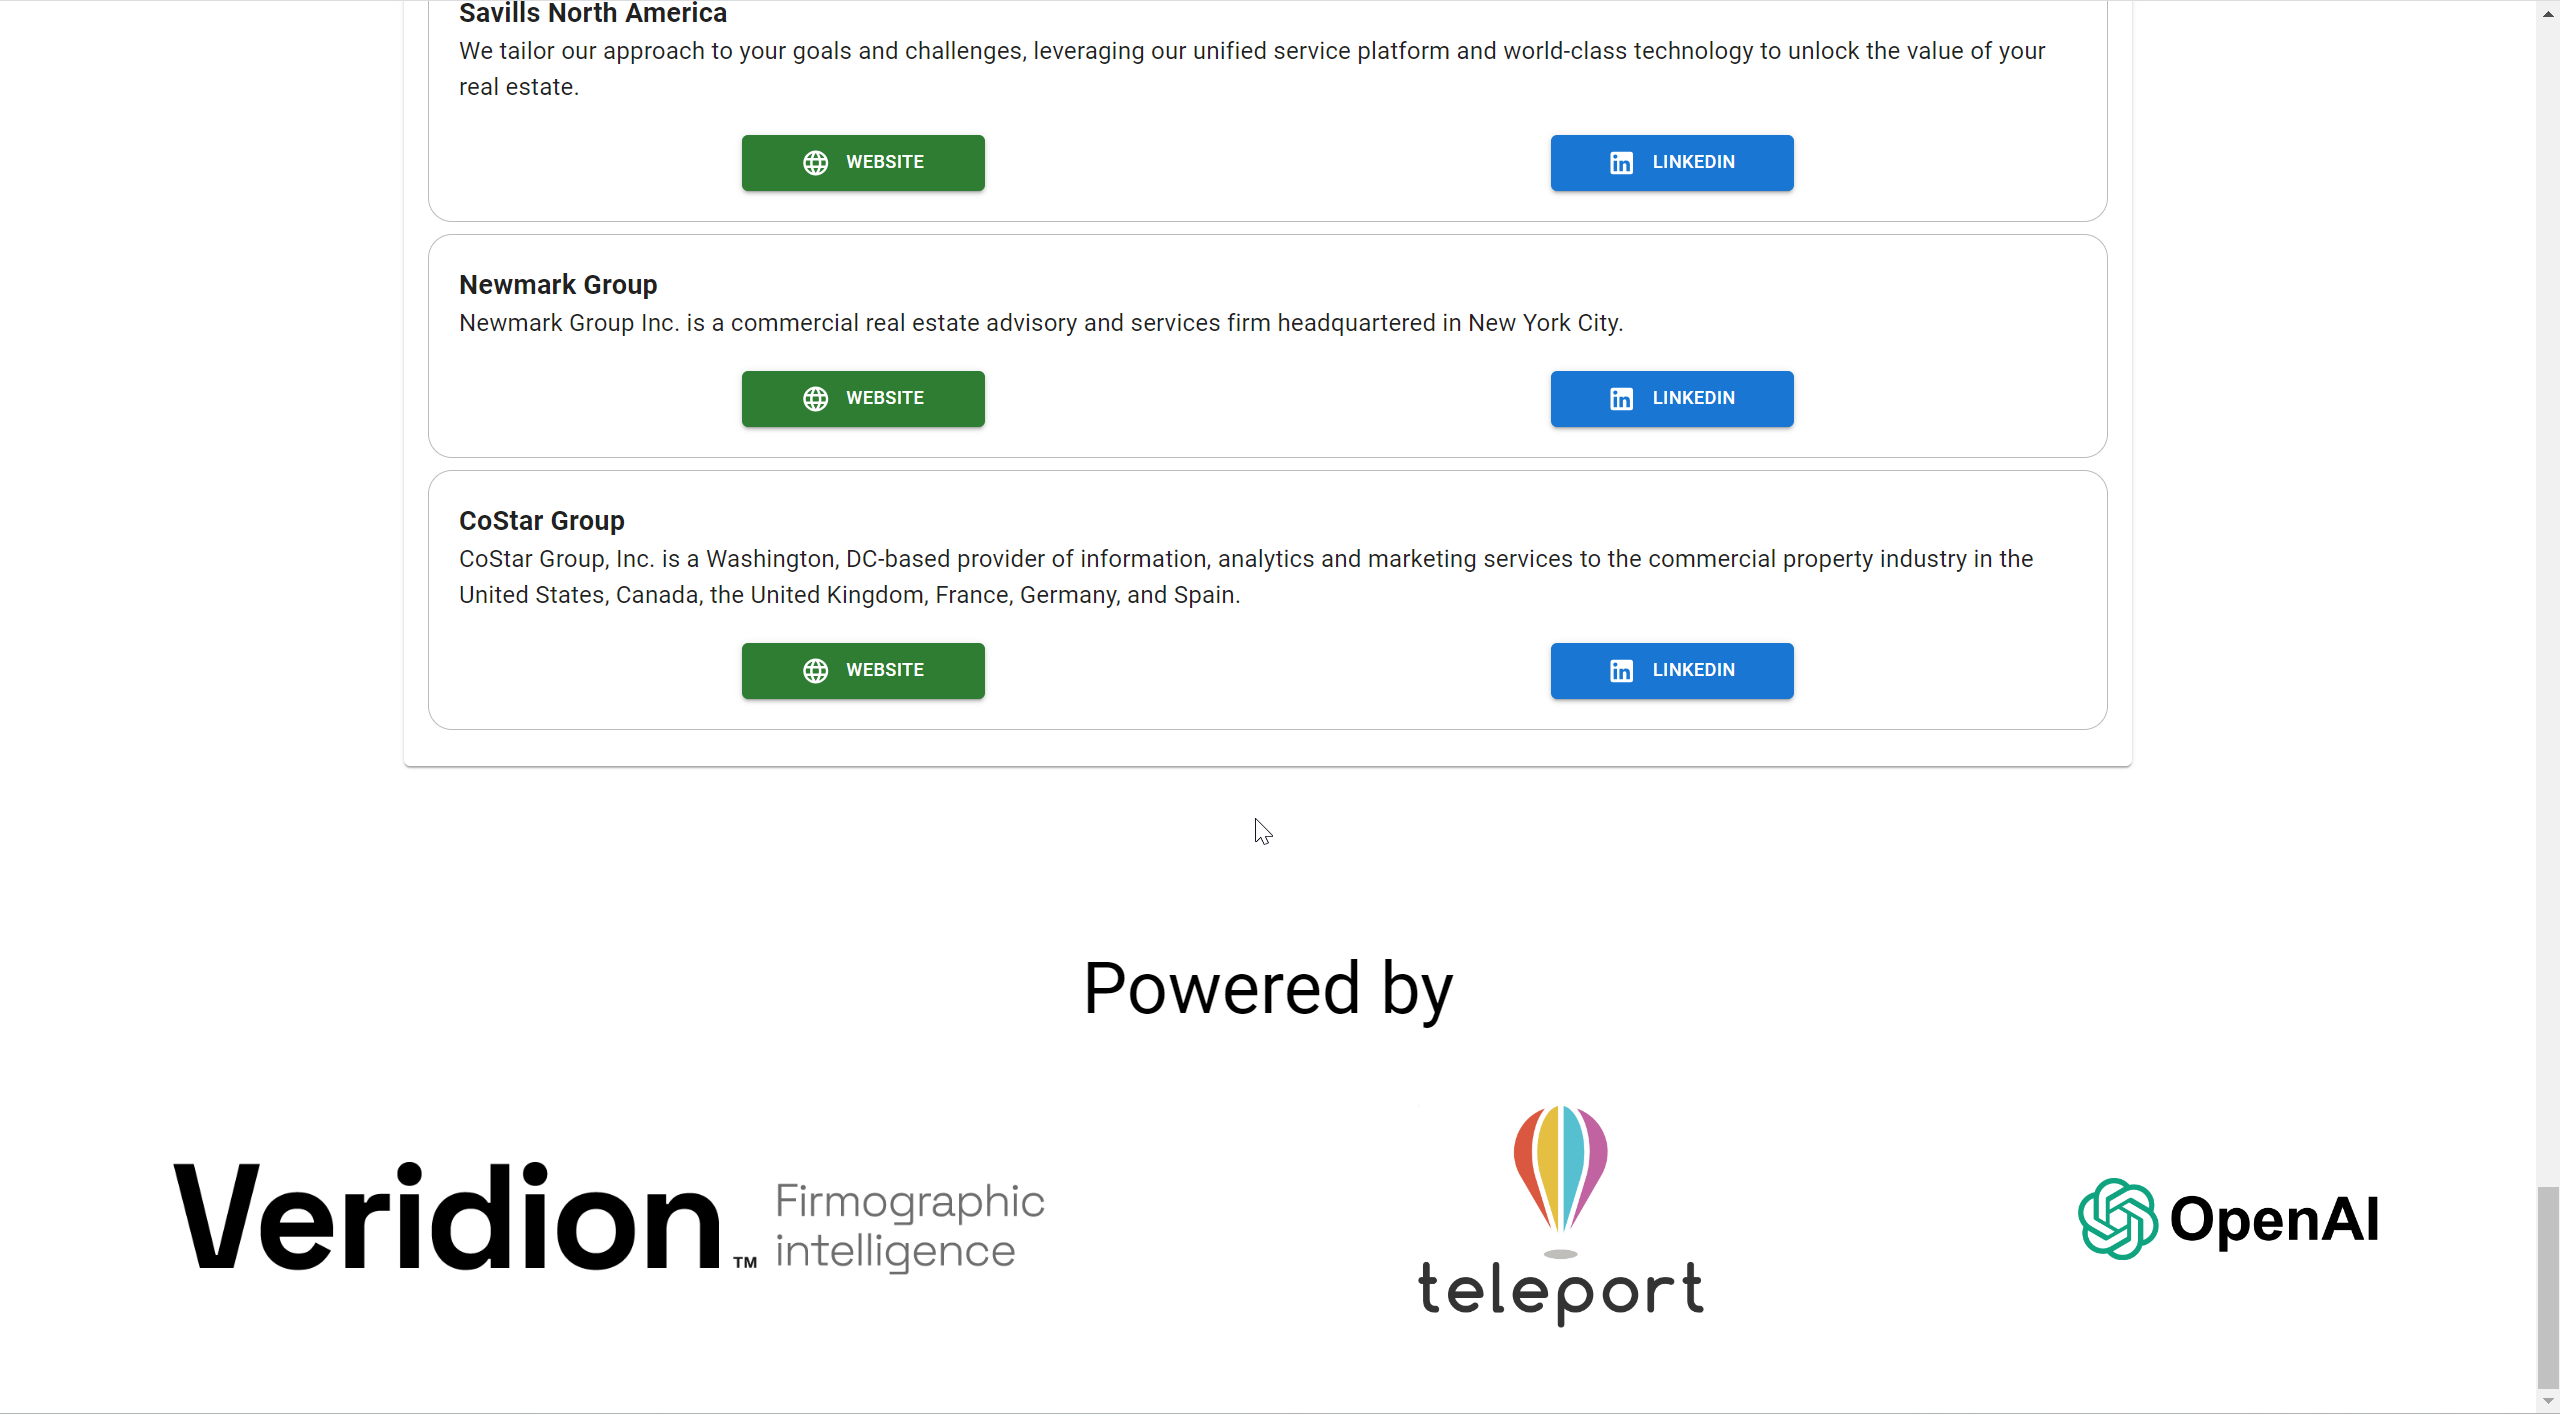 Savills North America
We tailor our approach to your goals and challenges, leveraging our unified service platform and world-class technology to unlock the value of your
real estate.
WEBSITE
LINKEDIN
Newmark Group
Newmark Group Inc. is a commercial real estate advisory and services firm headquartered in New York City.
WEBSITE
LINKEDIN
CoStar Group
CoStar Group, Inc. is a Washington, DC-based provider of information, analytics and marketing services to the commercial property industry in the
United States, Canada, the United Kingdom, France, Germany, and Spain.
WEBSITE
LINKEDIN
Powered by
Veridion™
Firmographic
intelligence
teleport
OpenAI